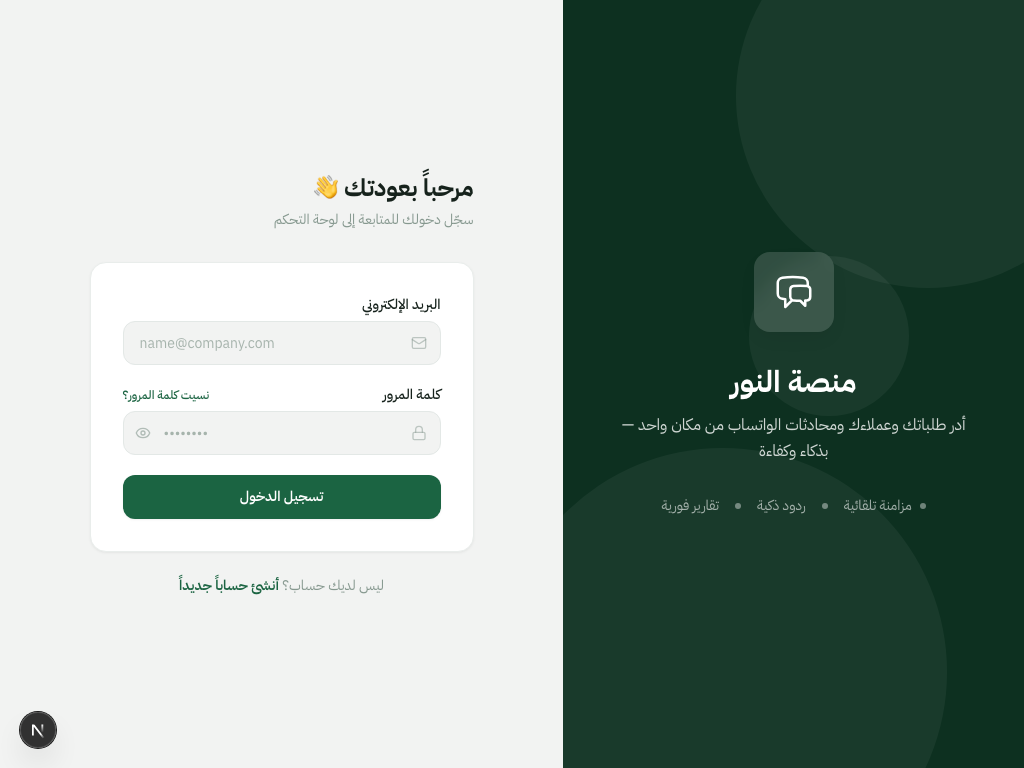 منصة النور
أدر طلباتك وعملاءك ومحادثات الواتساب من مكان واحد —
بذكاء وكفاءة
• مزامنة تلقائية • ردود ذكية • تقارير فورية
مرحباً بعودتك 👋
سجّل دخولك للمتابعة إلى لوحة التحكم
البريد الإلكتروني
name@company.com
كلمة المرور نسيت كلمة المرور؟
••••••••
تسجيل الدخول
ليس لديك حساب؟ أنشئ حساباً جديداً
N